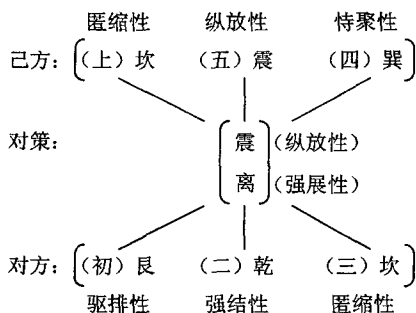 匿缩性 纵放性 恃聚性
己方：（上）坎 （五）震 （四）巽
对策： 震 （纵放性）
离 （强展性）
对方：（初）艮 （二）乾 （三）坎
驱排性 强结性 匿缩性